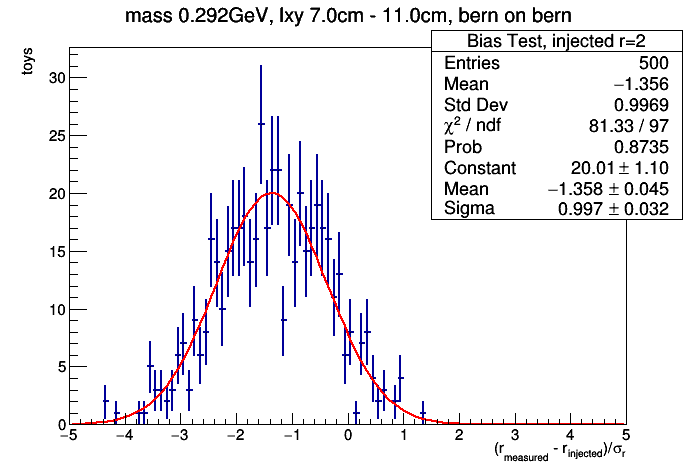 mass 0.292GeV, lxy 7.0cm - 11.0cm, bern on bern
Bias Test, injected r=2
Entries 500
Mean −1.356
Std Dev 0.9969
χ² / ndf 81.33 / 97
Prob 0.8735
Constant 20.01 ± 1.10
Mean −1.358 ± 0.045
Sigma 0.997 ± 0.032
toys
30
25
20
15
10
5
0
−5 −4 −3 −2 −1 0 1 2 3 4 5
(r_measured - r_injected)/σ_r